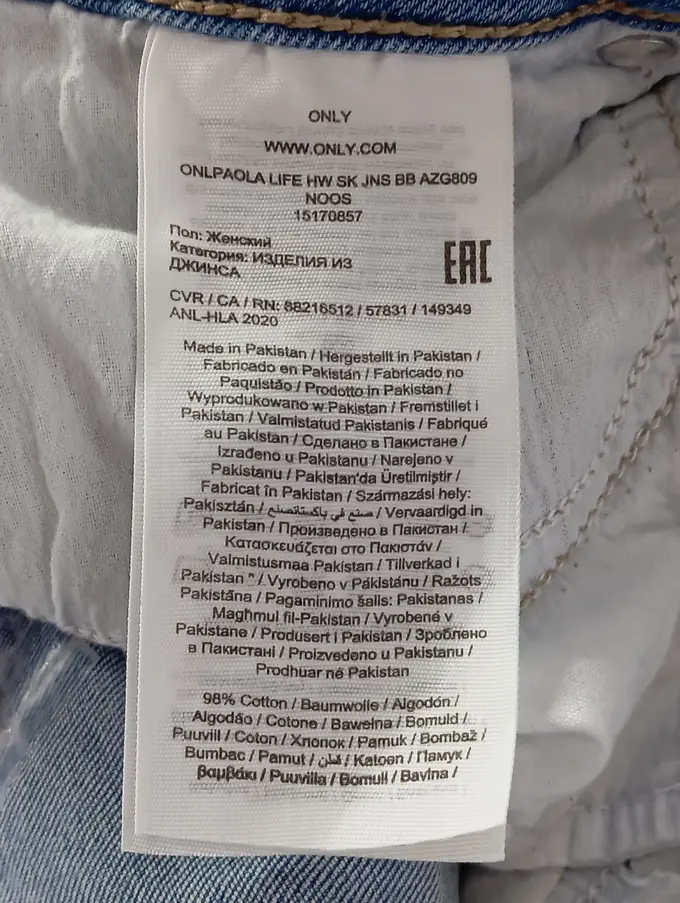 ONLY
WWW.ONLY.COM
ONLPAOLA LIFE HW SK JNS BB AZG809
NOOS
15170857
Пол: Женский
Категория: ИЗДЕЛИЯ ИЗ
ДЖИНСА
EAC
CVR / CA / RN: 88216512 / 57831 / 149349
ANL-HLA 2020
Made in Pakistan / Hergestellt in Pakistan /
Fabricado en Pakistán / Fabricado no
Paquistão / Prodotto in Pakistan /
Wyprodukowano w Pakistan / Fremstillet i
Pakistan / Valmistatud Pakistanis / Fabriqué
au Pakistan / Сделано в Пакистане /
Izrađeno u Pakistanu / Narejeno v
Pakistanu / Pakistan'da Üretilmiştir /
Fabricat în Pakistan / Származási hely:
Pakisztán / صنع في باكستانصنع / Vervaardigd in
Pakistan / Произведено в Пакистан /
Κατασκευάζεται στο Πακιστάν /
Valmistusmaa Pakistan / Tillverkad i
Pakistan " / Vyrobeno v Pákistánu / Ražots
Pakistāna / Pagaminimo šalis: Pakistanas /
Magħmul fil-Pakistan / Vyrobené v
Pakistane / Produsert i Pakistan / Зроблено
в Пакистані / Proizvedeno u Pakistanu /
Prodhuar në Pakistan
98% Cotton / Baumwolle / Algodón /
Algodão / Cotone / Bawełna / Bomuld /
Puuvill / Coton / Хлопок / Pamuk / Bombaž /
Bumbac / Pamut / قطن / Katoen / Памук /
βαμβάκι / Puuvilla / Bomull / Bavlna /